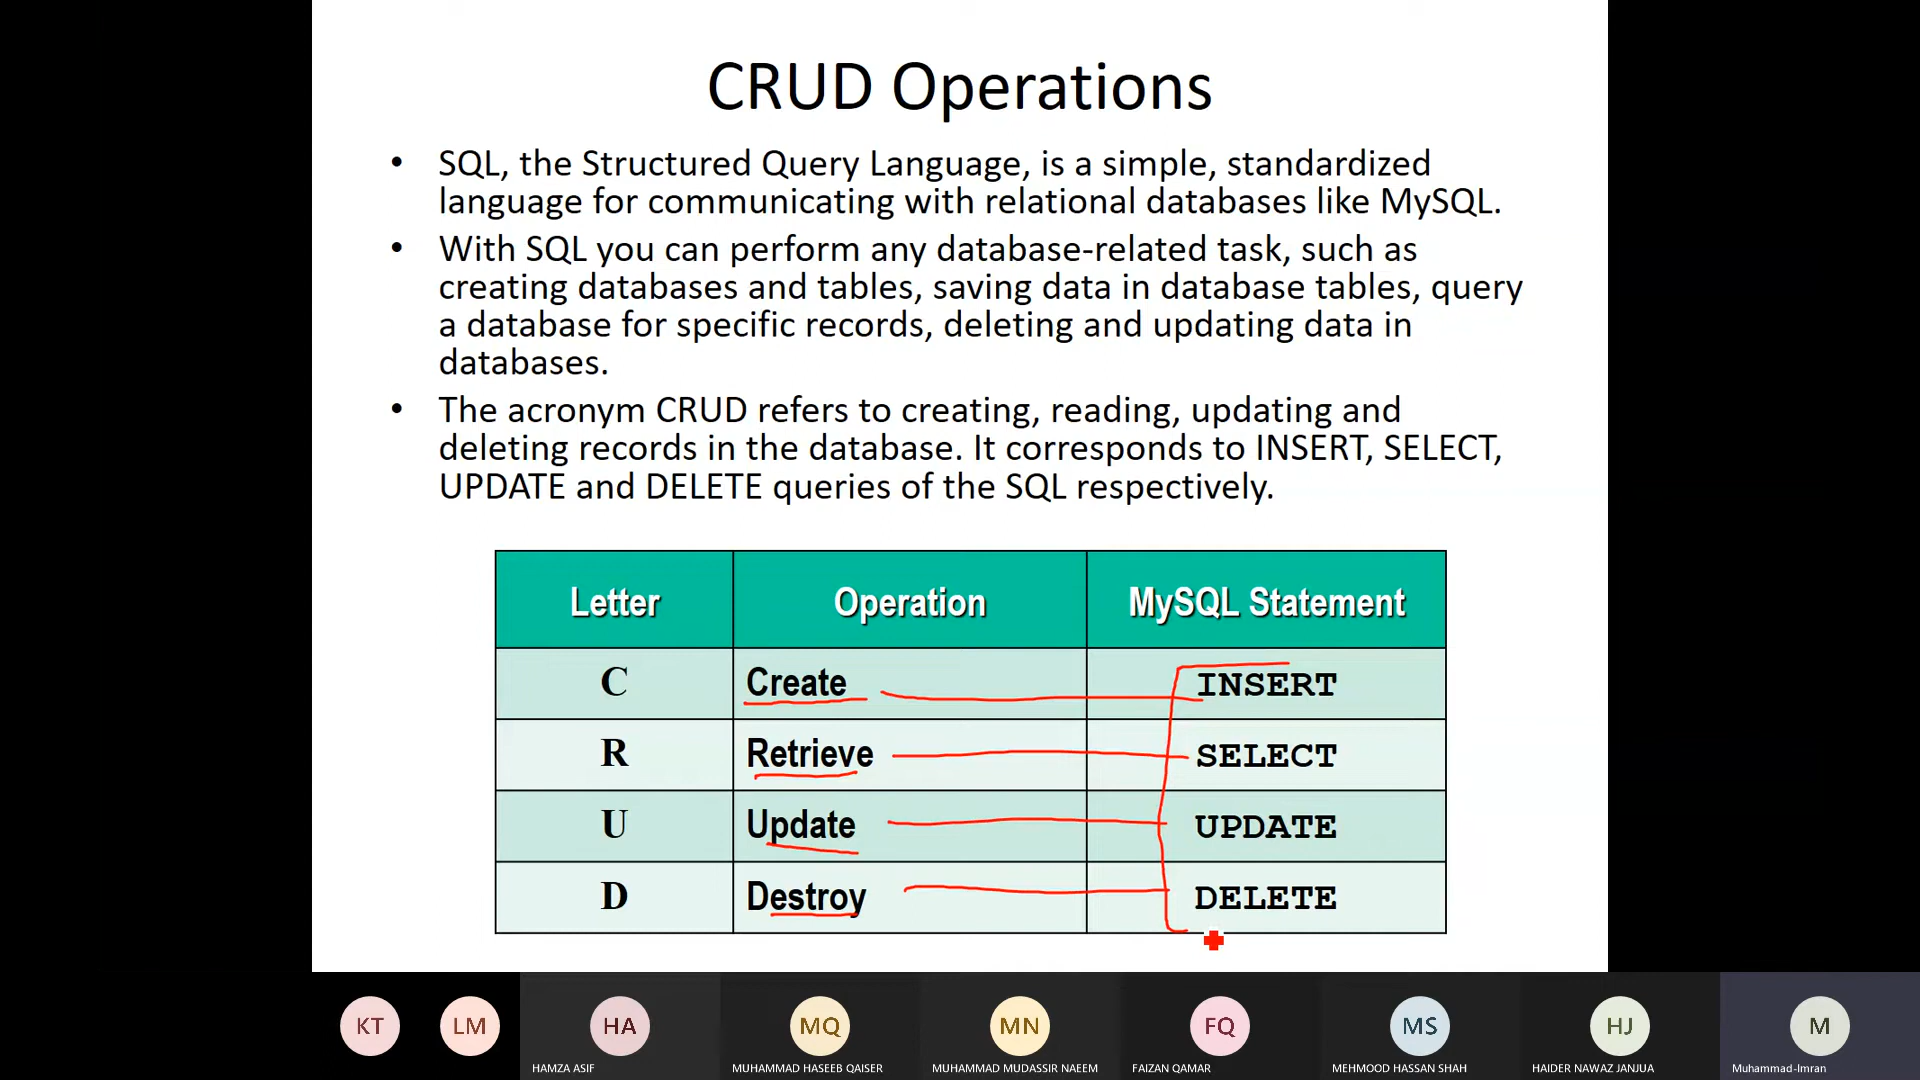 CRUD Operations
• SQL, the Structured Query Language, is a simple, standardized
language for communicating with relational databases like MySQL.
• With SQL you can perform any database-related task, such as
creating databases and tables, saving data in database tables, query
a database for specific records, deleting and updating data in
databases.
• The acronym CRUD refers to creating, reading, updating and
deleting records in the database. It corresponds to INSERT, SELECT,
UPDATE and DELETE queries of the SQL respectively.
Letter Operation MySQL Statement
C Create INSERT
R Retrieve SELECT
U Update UPDATE
D Destroy DELETE
KT LM HA MQ MN FQ MS HJ M
HAMZA ASIF MUHAMMAD HASEEB QAISER MUHAMMAD MUDASSIR NAEEM FAIZAN QAMAR MEHMOOD HASSAN SHAH HAIDER NAWAZ JANJUA Muhammad-Imran